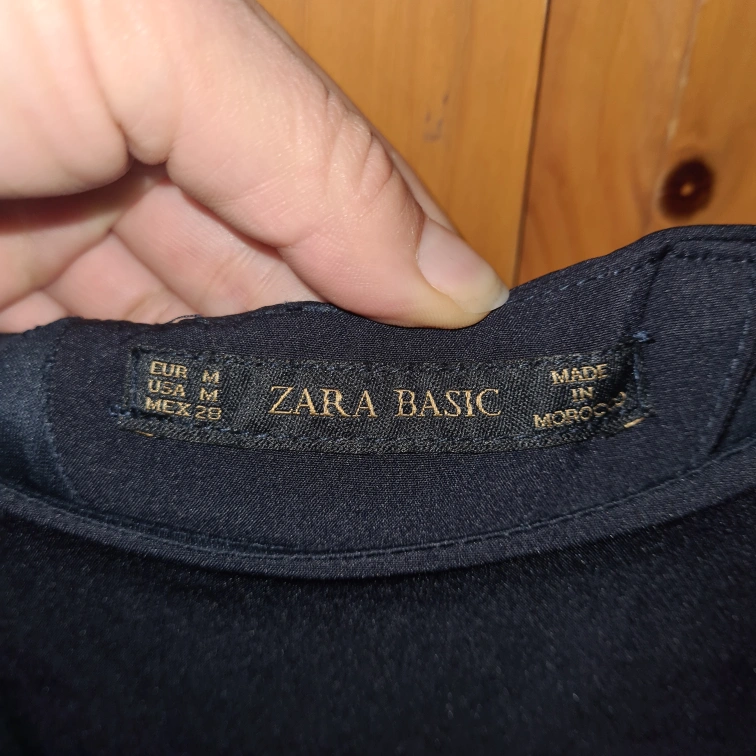 EUR M
USA M
MEX 28
ZARA BASIC
MADE
IN
MOROCCO